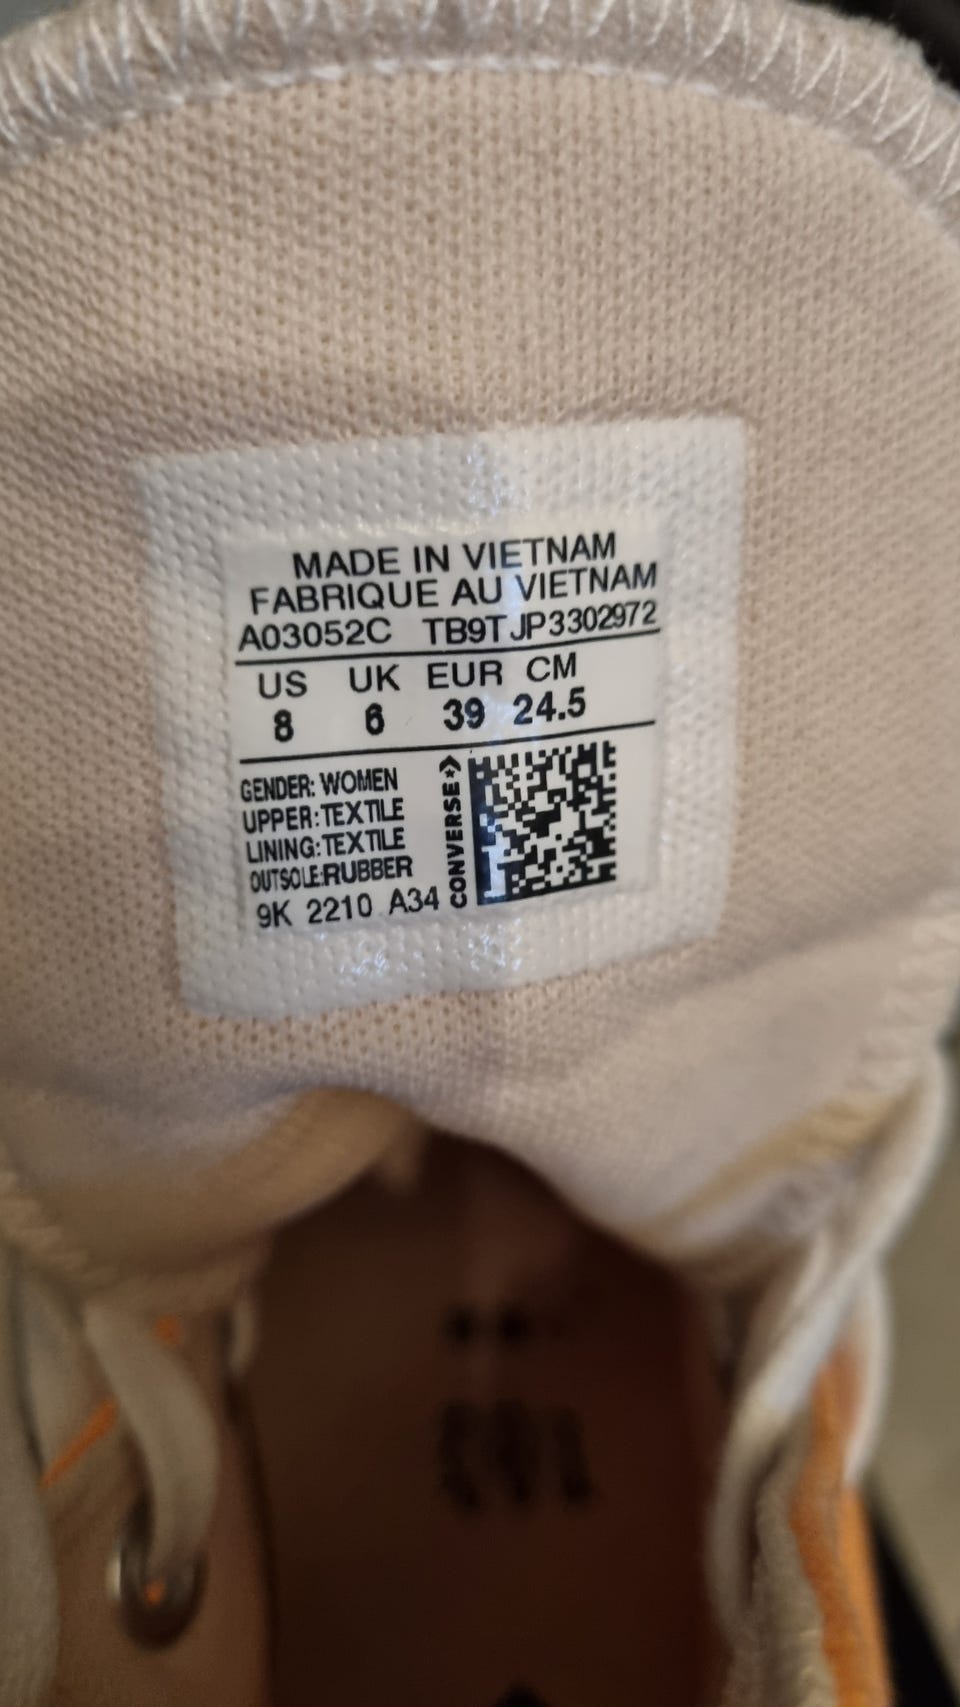 MADE IN VIETNAM
FABRIQUE AU VIETNAM
A03052C TB9TJP3302972
US UK EUR CM
8 6 39 24.5
GENDER: WOMEN
UPPER:TEXTILE
LINING:TEXTILE
OUTSOLE:RUBBER
9K 2210 A34
CONVERSE